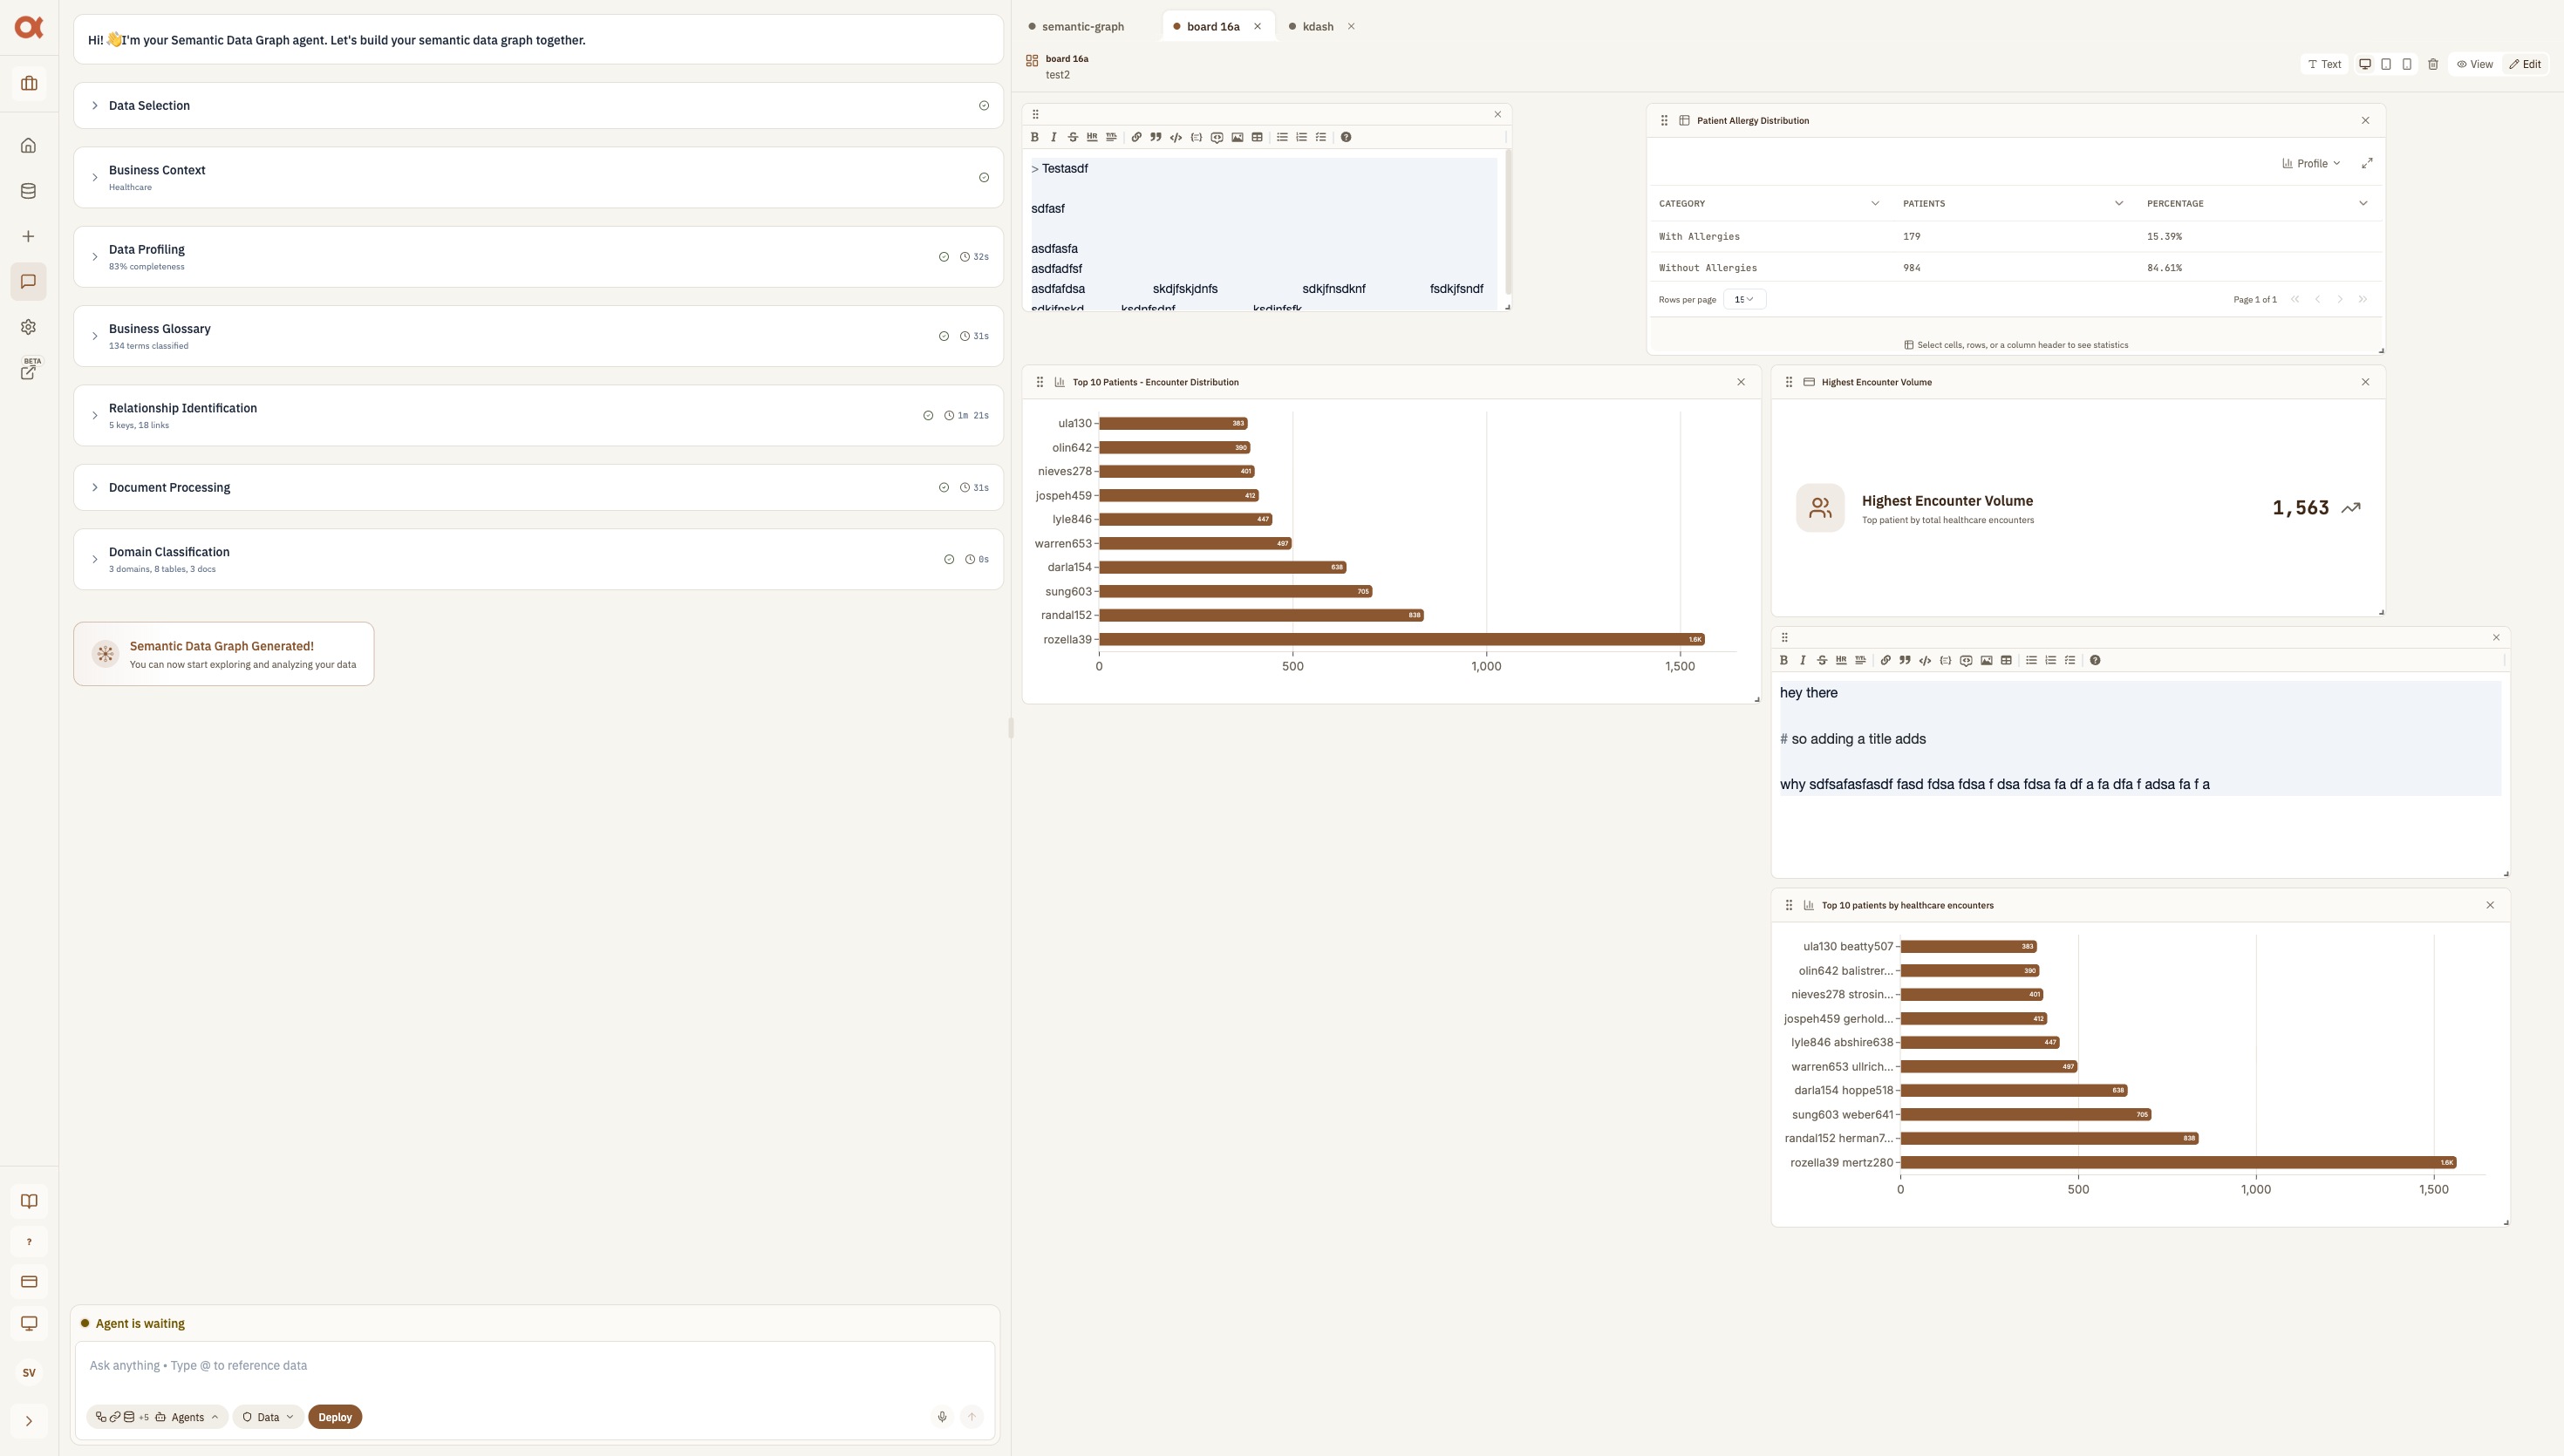 Hi! 👋 I'm your Semantic Data Graph agent. Let's build your semantic data graph together.
Data Selection
Business Context
Healthcare
Data Profiling
83% completeness
32s
Business Glossary
134 terms classified
31s
Relationship Identification
5 keys, 18 links
1m 21s
Document Processing
31s
Domain Classification
3 domains, 8 tables, 3 docs
0s
Semantic Data Graph Generated!
You can now start exploring and analyzing your data
BETA
?
SV
Agent is waiting
Ask anything • Type @ to reference data
+5 Agents
Data
Deploy
semantic-graph
board 16a
kdash
board 16a
test2
Text
View
Edit
> Testasdf
sdfasf
asdfasfa
asdfadfsf
asdfafdsa skdjfskjdnfs sdkjfnsdknf fsdkjfsndf
Patient Allergy Distribution
Profile
CATEGORY PATIENTS PERCENTAGE
With Allergies 179 15.39%
Without Allergies 984 84.61%
Rows per page 15
Page 1 of 1
Select cells, rows, or a column header to see statistics
Top 10 Patients - Encounter Distribution
ula130 383
olin642 390
nieves278 401
jospeh459 412
lyle846 447
warren653 497
darla154 638
sung603 705
randal152 838
rozella39 1.6K
0 500 1,000 1,500
Highest Encounter Volume
Highest Encounter Volume
Top patient by total healthcare encounters
1,563
hey there
# so adding a title adds
why sdfsafasfasdf fasd fdsa fdsa f dsa fdsa fa df a fa dfa f adsa fa f a
Top 10 patients by healthcare encounters
ula130 beatty507 383
olin642 balistrer... 390
nieves278 strosin... 401
jospeh459 gerhold... 412
lyle846 abshire638 447
warren653 ullrich... 497
darla154 hoppe518 638
sung603 weber641 705
randal152 herman7... 838
rozella39 mertz280 1.6K
0 500 1,000 1,500